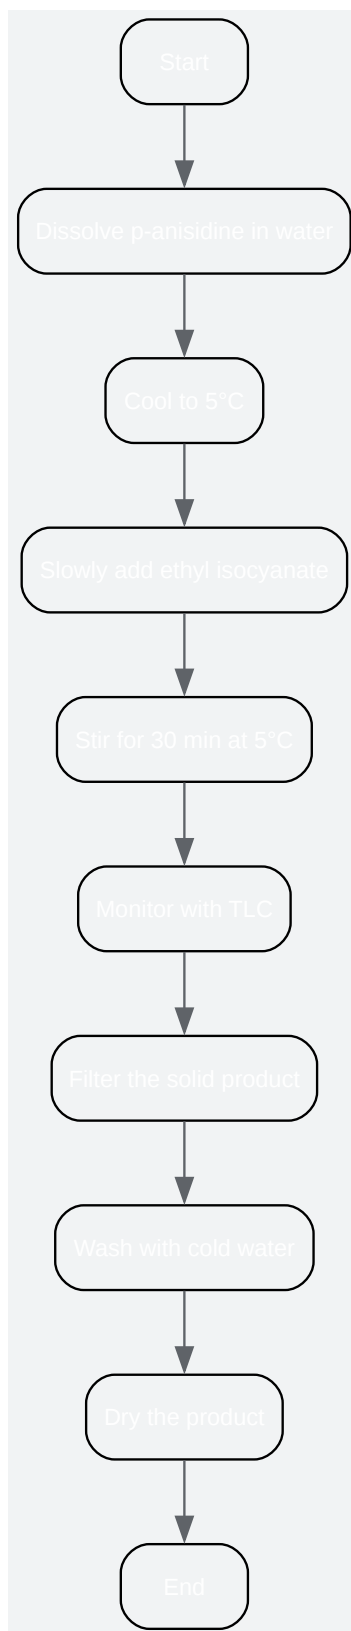 Start
Dissolve p-anisidine in water
Cool to 5°C
Slowly add ethyl isocyanate
Stir for 30 min at 5°C
Monitor with TLC
Filter the solid product
Wash with cold water
Dry the product
End